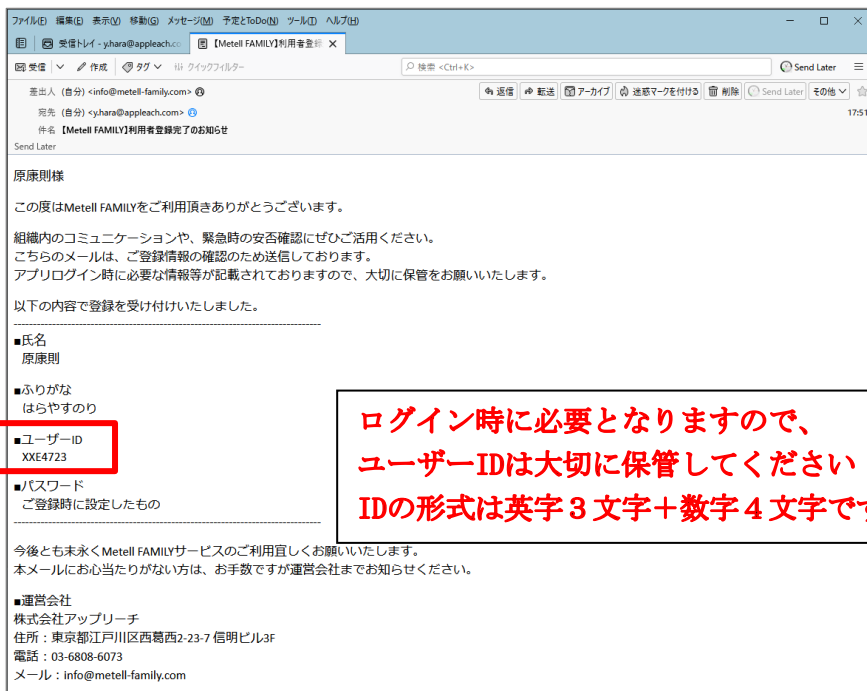 ファイル(F) 編集(E) 表示(V) 移動(G) メッセージ(M) 予定とToDo(N) ツール(T) ヘルプ(H)
受信トレイ - y.hara@appleach.co 【Metell FAMILY】利用者登録
受信 作成 タグ クイックフィルター 検索 <Ctrl+K> Send Later
差出人 (自分) <info@metell-family.com> 返信 転送 アーカイブ 迷惑マークを付ける 削除 Send Later その他
宛先 (自分) <y.hara@appleach.com> 17:51
件名 【Metell FAMILY】利用者登録完了のお知らせ
Send Later
原康則様
この度はMetell FAMILYをご利用頂きありがとうございます。
組織内のコミュニケーションや、緊急時の安否確認にぜひご活用ください。
こちらのメールは、ご登録情報の確認のため送信しております。
アプリログイン時に必要な情報等が記載されておりますので、大切に保管をお願いいたします。
以下の内容で登録を受け付けいたしました。
--------------------------------------------------------------------------------
■氏名
原康則
■ふりがな
はらやすのり
■ユーザーID
XXE4723
■パスワード
ご登録時に設定したもの
--------------------------------------------------------------------------------
ログイン時に必要となりますので、
ユーザーIDは大切に保管してください
IDの形式は英字３文字＋数字４文字です
今後とも末永くMetell FAMILYサービスのご利用宜しくお願いいたします。
本メールにお心当たりがない方は、お手数ですが運営会社までお知らせください。
■運営会社
株式会社アップリーチ
住所：東京都江戸川区西葛西2-23-7 信明ビル3F
電話：03-6808-6073
メール：info@metell-family.com